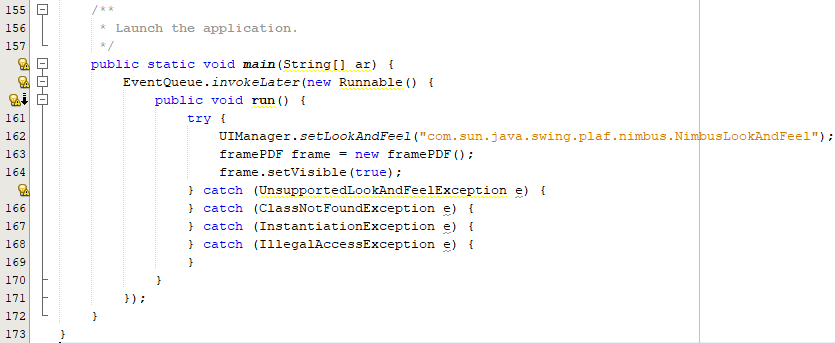 155 /**
156 * Launch the application.
157 */
public static void main(String[] ar) {
EventQueue.invokeLater(new Runnable() {
public void run() {
161 try {
162 UIManager.setLookAndFeel("com.sun.java.swing.plaf.nimbus.NimbusLookAndFeel");
163 framePDF frame = new framePDF();
164 frame.setVisible(true);
} catch (UnsupportedLookAndFeelException e) {
166 } catch (ClassNotFoundException e) {
167 } catch (InstantiationException e) {
168 } catch (IllegalAccessException e) {
169 }
170 }
171 });
172 }
173 }